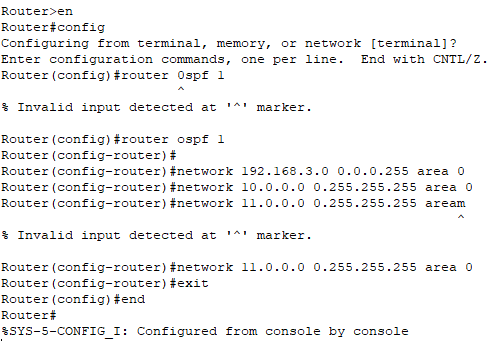 Router>en
Router#config
Configuring from terminal, memory, or network [terminal]?
Enter configuration commands, one per line.  End with CNTL/Z.
Router(config)#router 0spf 1
                      ^
% Invalid input detected at '^' marker.

Router(config)#router ospf 1
Router(config-router)#
Router(config-router)#network 192.168.3.0 0.0.0.255 area 0
Router(config-router)#network 10.0.0.0 0.255.255.255 area 0
Router(config-router)#network 11.0.0.0 0.255.255.255 aream
                                                         ^
% Invalid input detected at '^' marker.

Router(config-router)#network 11.0.0.0 0.255.255.255 area 0
Router(config-router)#exit
Router(config)#end
Router#
%SYS-5-CONFIG_I: Configured from console by console